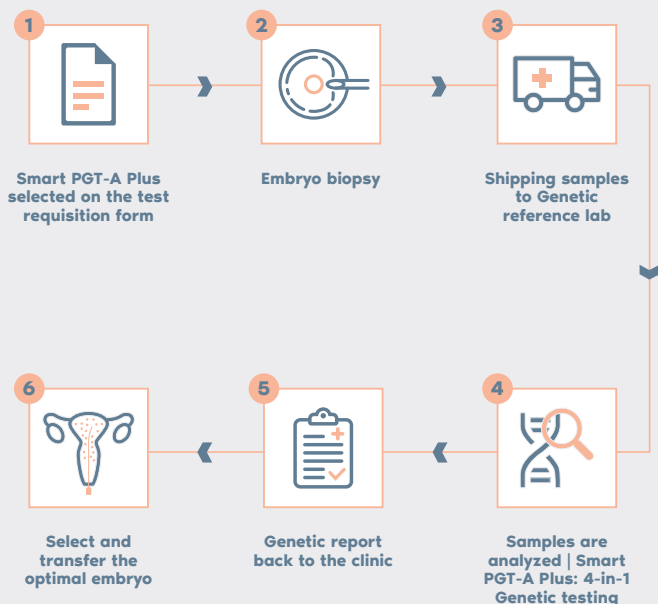 1
Smart PGT-A Plus
selected on the test
requisition form
2
Embryo biopsy
3
Shipping samples
to Genetic
reference lab
4
Samples are
analyzed | Smart
PGT-A Plus: 4-in-1
Genetic testing
5
Genetic report
back to the clinic
6
Select and
transfer the
optimal embryo